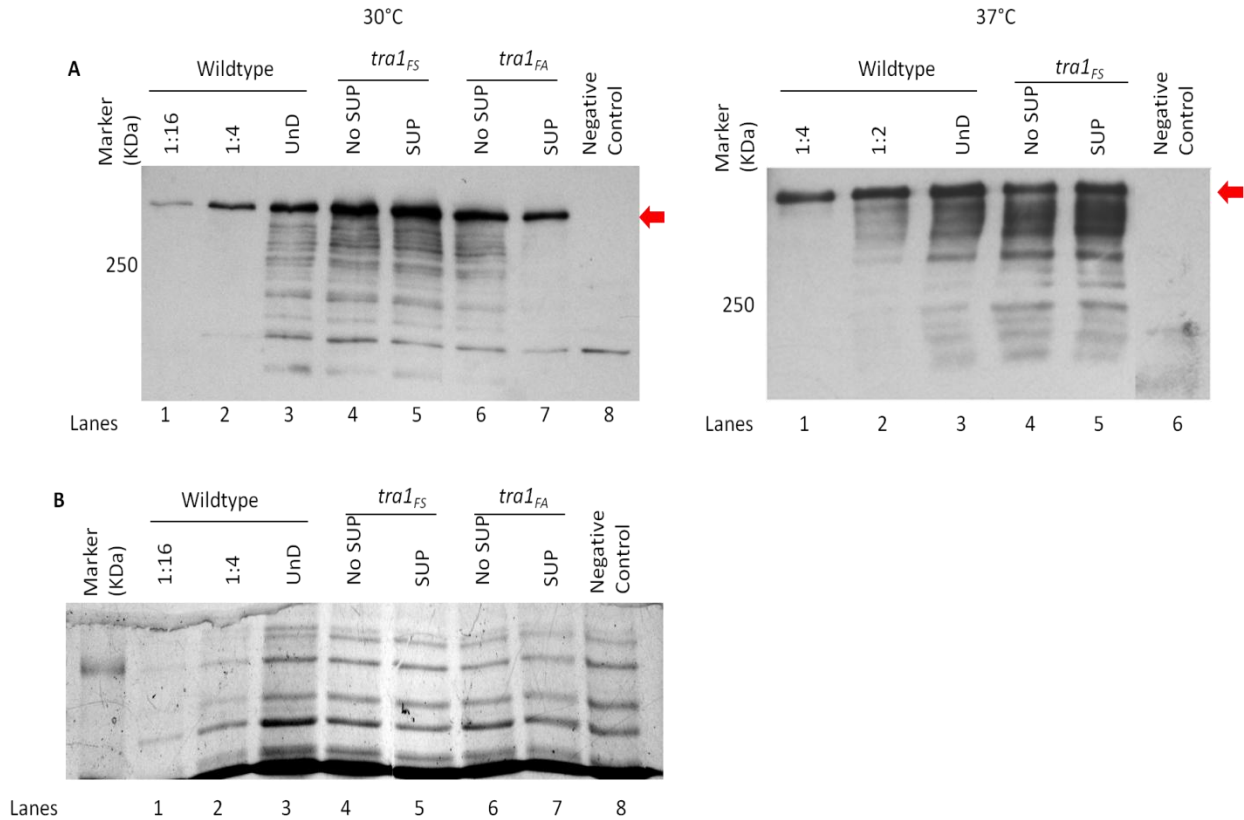 30°C
37°C
A
Wildtype
tra1FS
tra1FA
Marker
(KDa)
1:16
1:4
UnD
No SUP
SUP
No SUP
SUP
Negative
Control
250
Lanes
1 2 3 4 5 6 7 8
Wildtype
tra1FS
Marker
(KDa)
1:4
1:2
UnD
No SUP
SUP
Negative
Control
250
Lanes
1 2 3 4 5 6
B
Wildtype
tra1FS
tra1FA
Marker
(KDa)
1:16
1:4
UnD
No SUP
SUP
No SUP
SUP
Negative
Control
Lanes
1 2 3 4 5 6 7 8